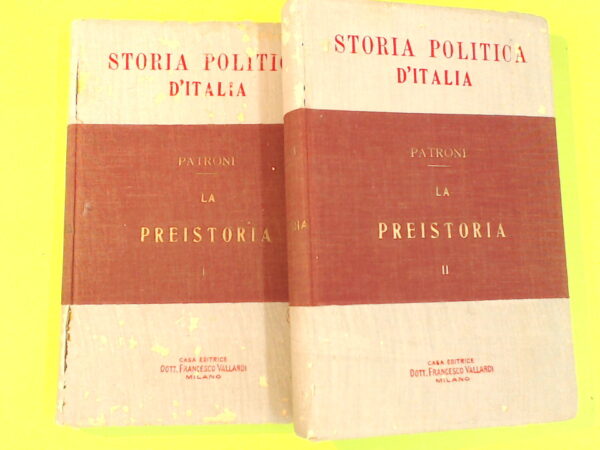 STORIA POLITIC
D'ITALIA
PATRONI
LA
PREISTORIA
I
CASA EDITRICE
DOTT. FRANCESCO VALLARDI
MILANO
STORIA POLITICA
D'ITALIA
PATRONI
LA
PREISTORIA
II
CASA EDITRICE
DOTT. FRANCESCO VALLARDI
MILANO